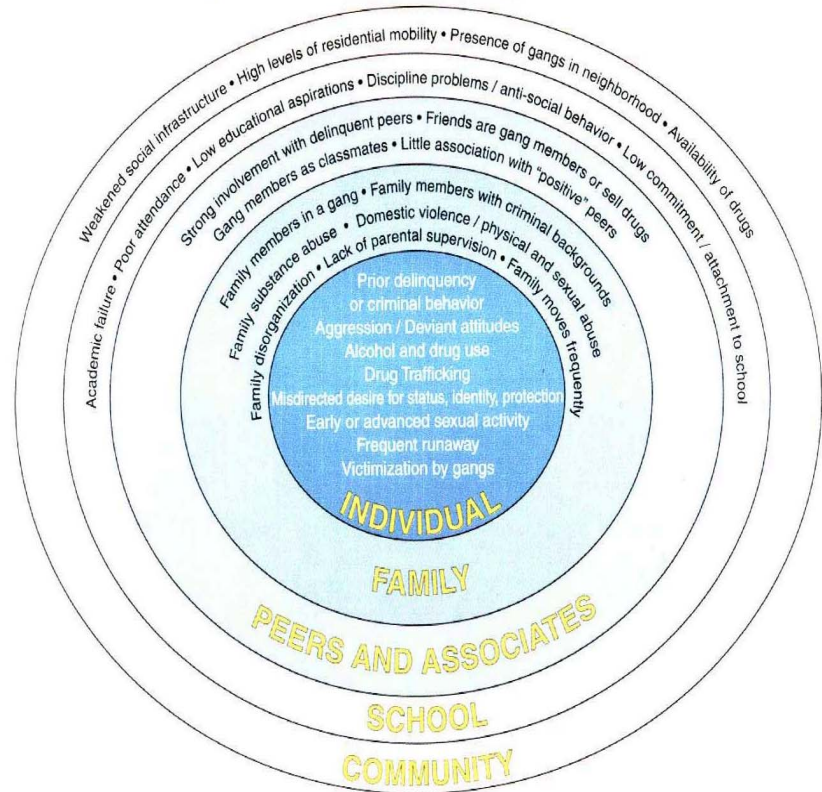 Weakened social infrastructure • High levels of residential mobility • Presence of gangs in neighborhood • Availability of drugs
Academic failure • Poor attendance • Low educational aspirations • Discipline problems / anti-social behavior • Low commitment / attachment to school
Strong involvement with delinquent peers • Friends are gang members or sell drugs
Gang members as classmates • Little association with "positive" peers
Family members in a gang • Family members with criminal backgrounds
Family substance abuse • Domestic violence / physical and sexual abuse
Family disorganization • Lack of parental supervision • Family moves frequently
Prior delinquency
or criminal behavior
Aggression / Deviant attitudes
Alcohol and drug use
Drug Trafficking
Misdirected desire for status, identity, protection
Early or advanced sexual activity
Frequent runaway
Victimization by gangs
INDIVIDUAL
FAMILY
PEERS AND ASSOCIATES
SCHOOL
COMMUNITY